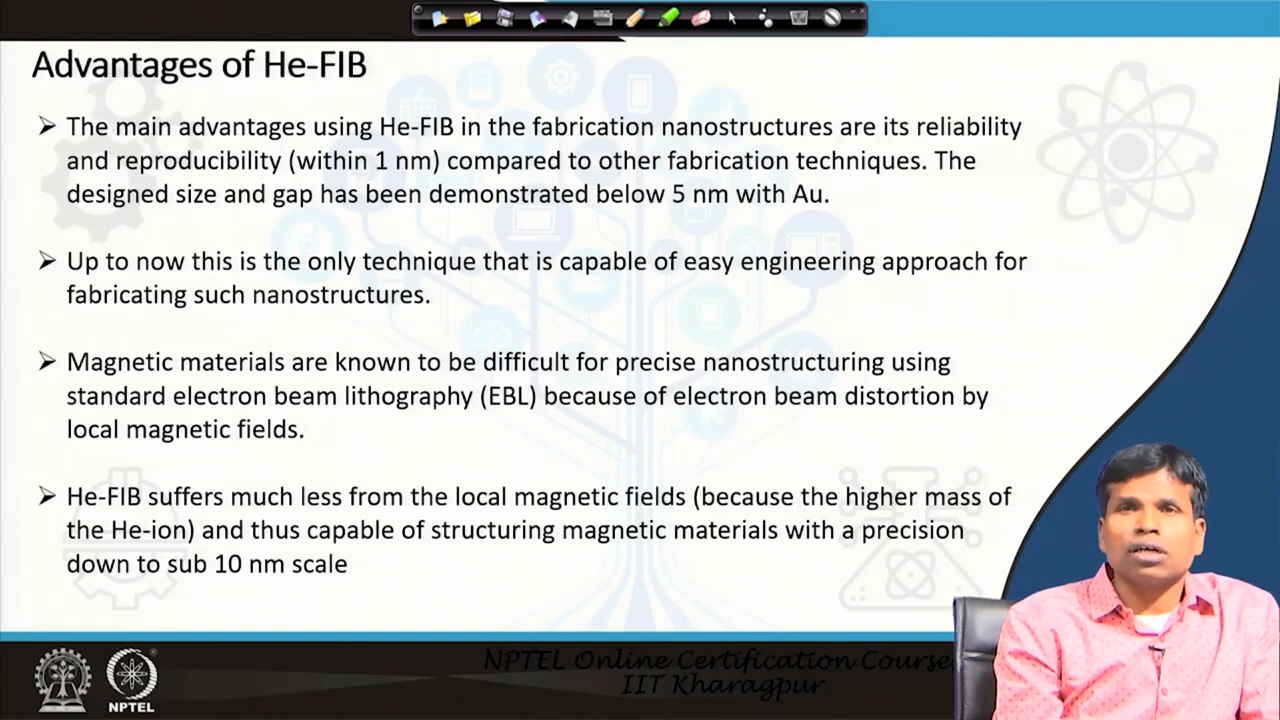 Advantages of He-FIB
➢ The main advantages using He-FIB in the fabrication nanostructures are its reliability
and reproducibility (within 1 nm) compared to other fabrication techniques. The
designed size and gap has been demonstrated below 5 nm with Au.
➢ Up to now this is the only technique that is capable of easy engineering approach for
fabricating such nanostructures.
➢ Magnetic materials are known to be difficult for precise nanostructuring using
standard electron beam lithography (EBL) because of electron beam distortion by
local magnetic fields.
➢ He-FIB suffers much less from the local magnetic fields (because the higher mass of
the He-ion) and thus capable of structuring magnetic materials with a precision
down to sub 10 nm scale
NPTEL Online Certification Course
IIT Kharagpur
NPTEL